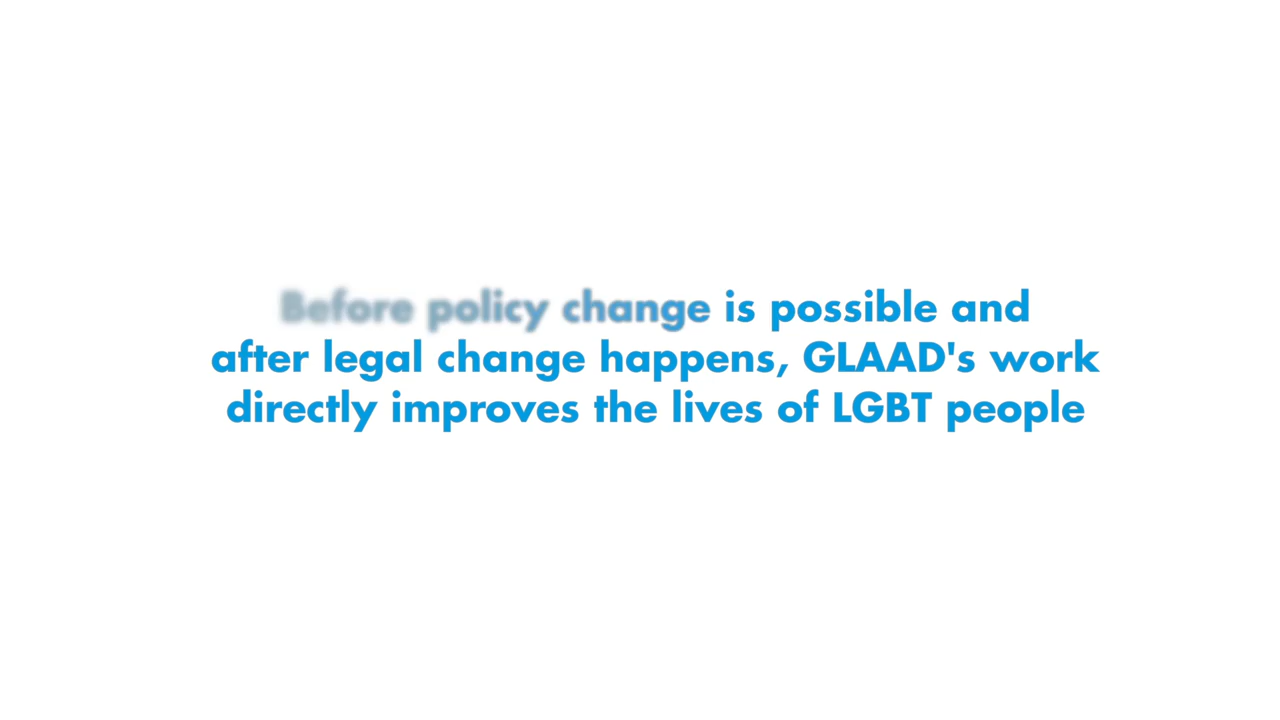 Before policy change is possible and
after legal change happens, GLAAD's work
directly improves the lives of LGBT people